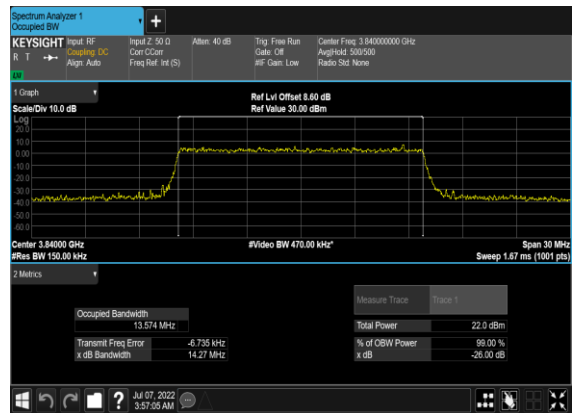 Spectrum Analyzer 1
Occupied BW
+
KEYSIGHT Input: RF Input Z: 50 Ω Atten: 40 dB Trig: Free Run Center Freq: 3.840000000 GHz
R T Coupling: DC Corr CCorr Gate: Off Avg|Hold: 500/500
Align: Auto Freq Ref: Int (S) #IF Gain: Low Radio Std: None
LW
1 Graph
Ref Lvl Offset 8.60 dB
Scale/Div 10.0 dB Ref Value 30.00 dBm
Log
20.0
10.0
0.00
-10.0
-20.0
-30.0
-40.0
-50.0
-60.0
Center 3.84000 GHz #Video BW 470.00 kHz* Span 30 MHz
#Res BW 150.00 kHz Sweep 1.67 ms (1001 pts)
2 Metrics
Measure Trace Trace 1
Occupied Bandwidth
13.574 MHz Total Power 22.0 dBm
Transmit Freq Error -6.735 kHz % of OBW Power 99.00 %
x dB Bandwidth 14.27 MHz x dB -26.00 dB
? Jul 07, 2022
3:57:05 AM